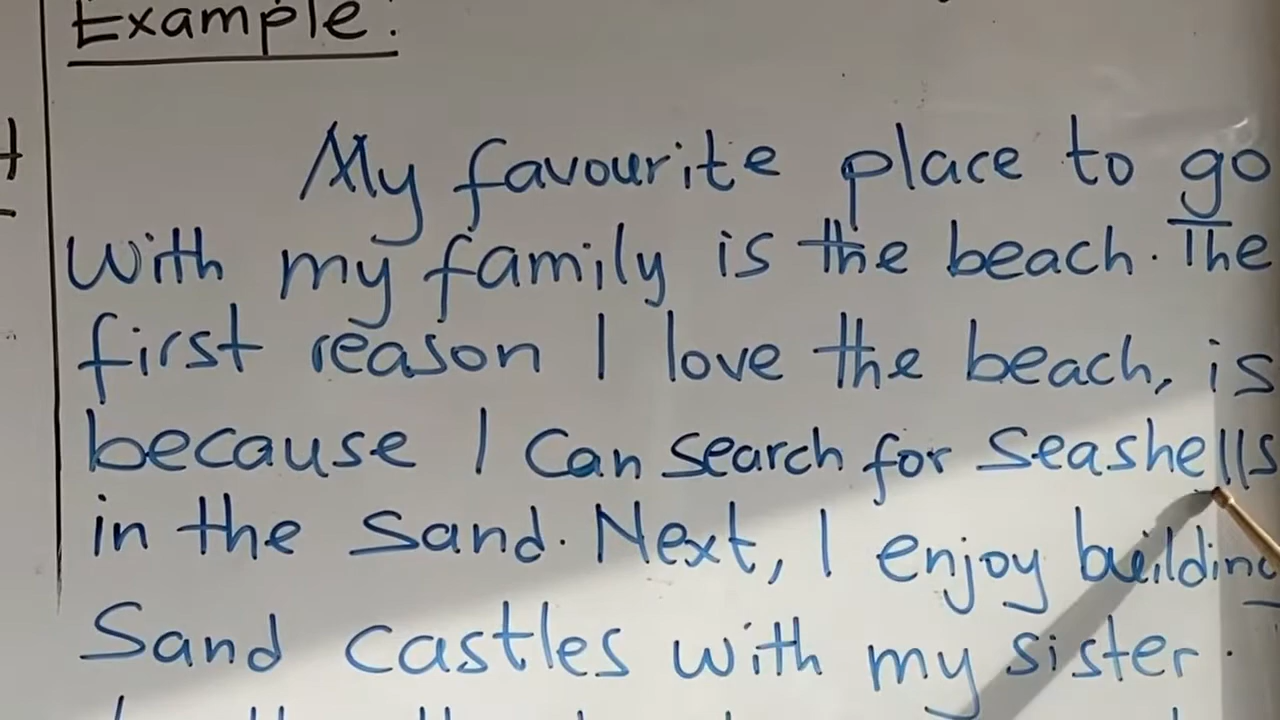 Example:
My favourite place to go
with my family is the beach. The
first reason I love the beach, is
because I can search for seashells
in the sand. Next, I enjoy building
Sand castles with my sister.